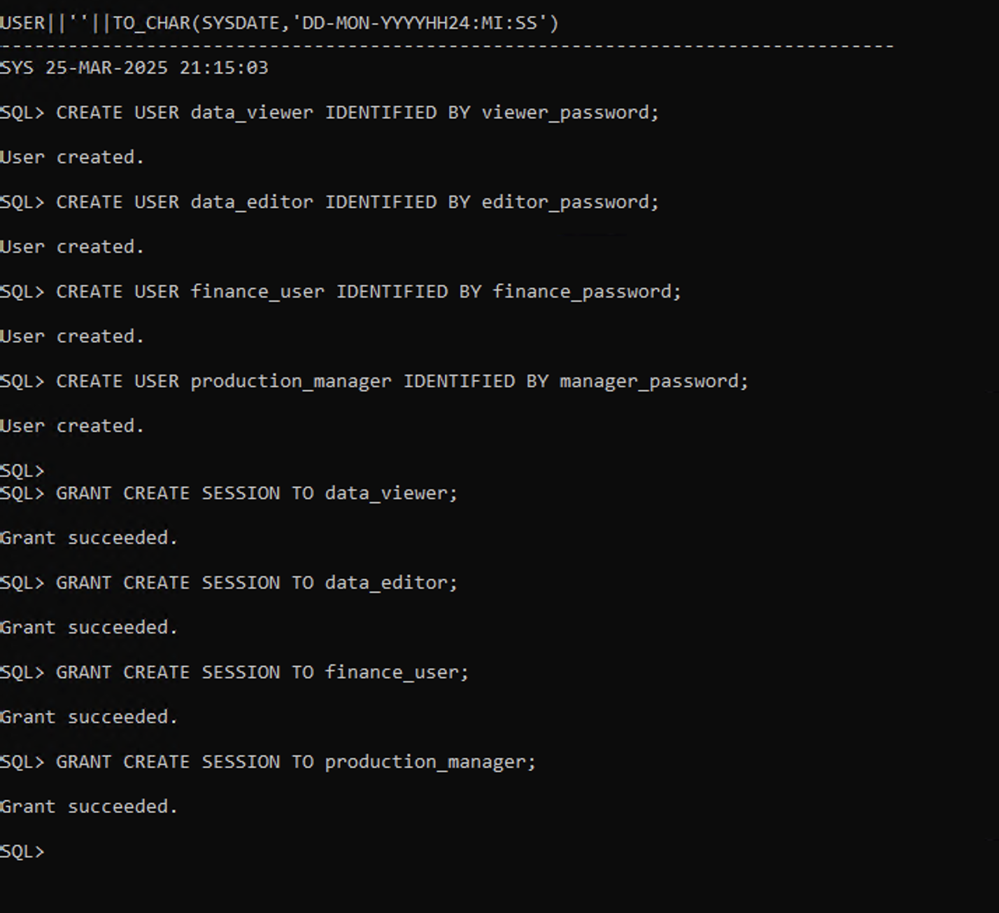 USER||''||TO_CHAR(SYSDATE,'DD-MON-YYYYHH24:MI:SS')
--------------------------------------------------------------------------------
SYS 25-MAR-2025 21:15:03
SQL> CREATE USER data_viewer IDENTIFIED BY viewer_password;
User created.
SQL> CREATE USER data_editor IDENTIFIED BY editor_password;
User created.
SQL> CREATE USER finance_user IDENTIFIED BY finance_password;
User created.
SQL> CREATE USER production_manager IDENTIFIED BY manager_password;
User created.
SQL>
SQL> GRANT CREATE SESSION TO data_viewer;
Grant succeeded.
SQL> GRANT CREATE SESSION TO data_editor;
Grant succeeded.
SQL> GRANT CREATE SESSION TO finance_user;
Grant succeeded.
SQL> GRANT CREATE SESSION TO production_manager;
Grant succeeded.
SQL>